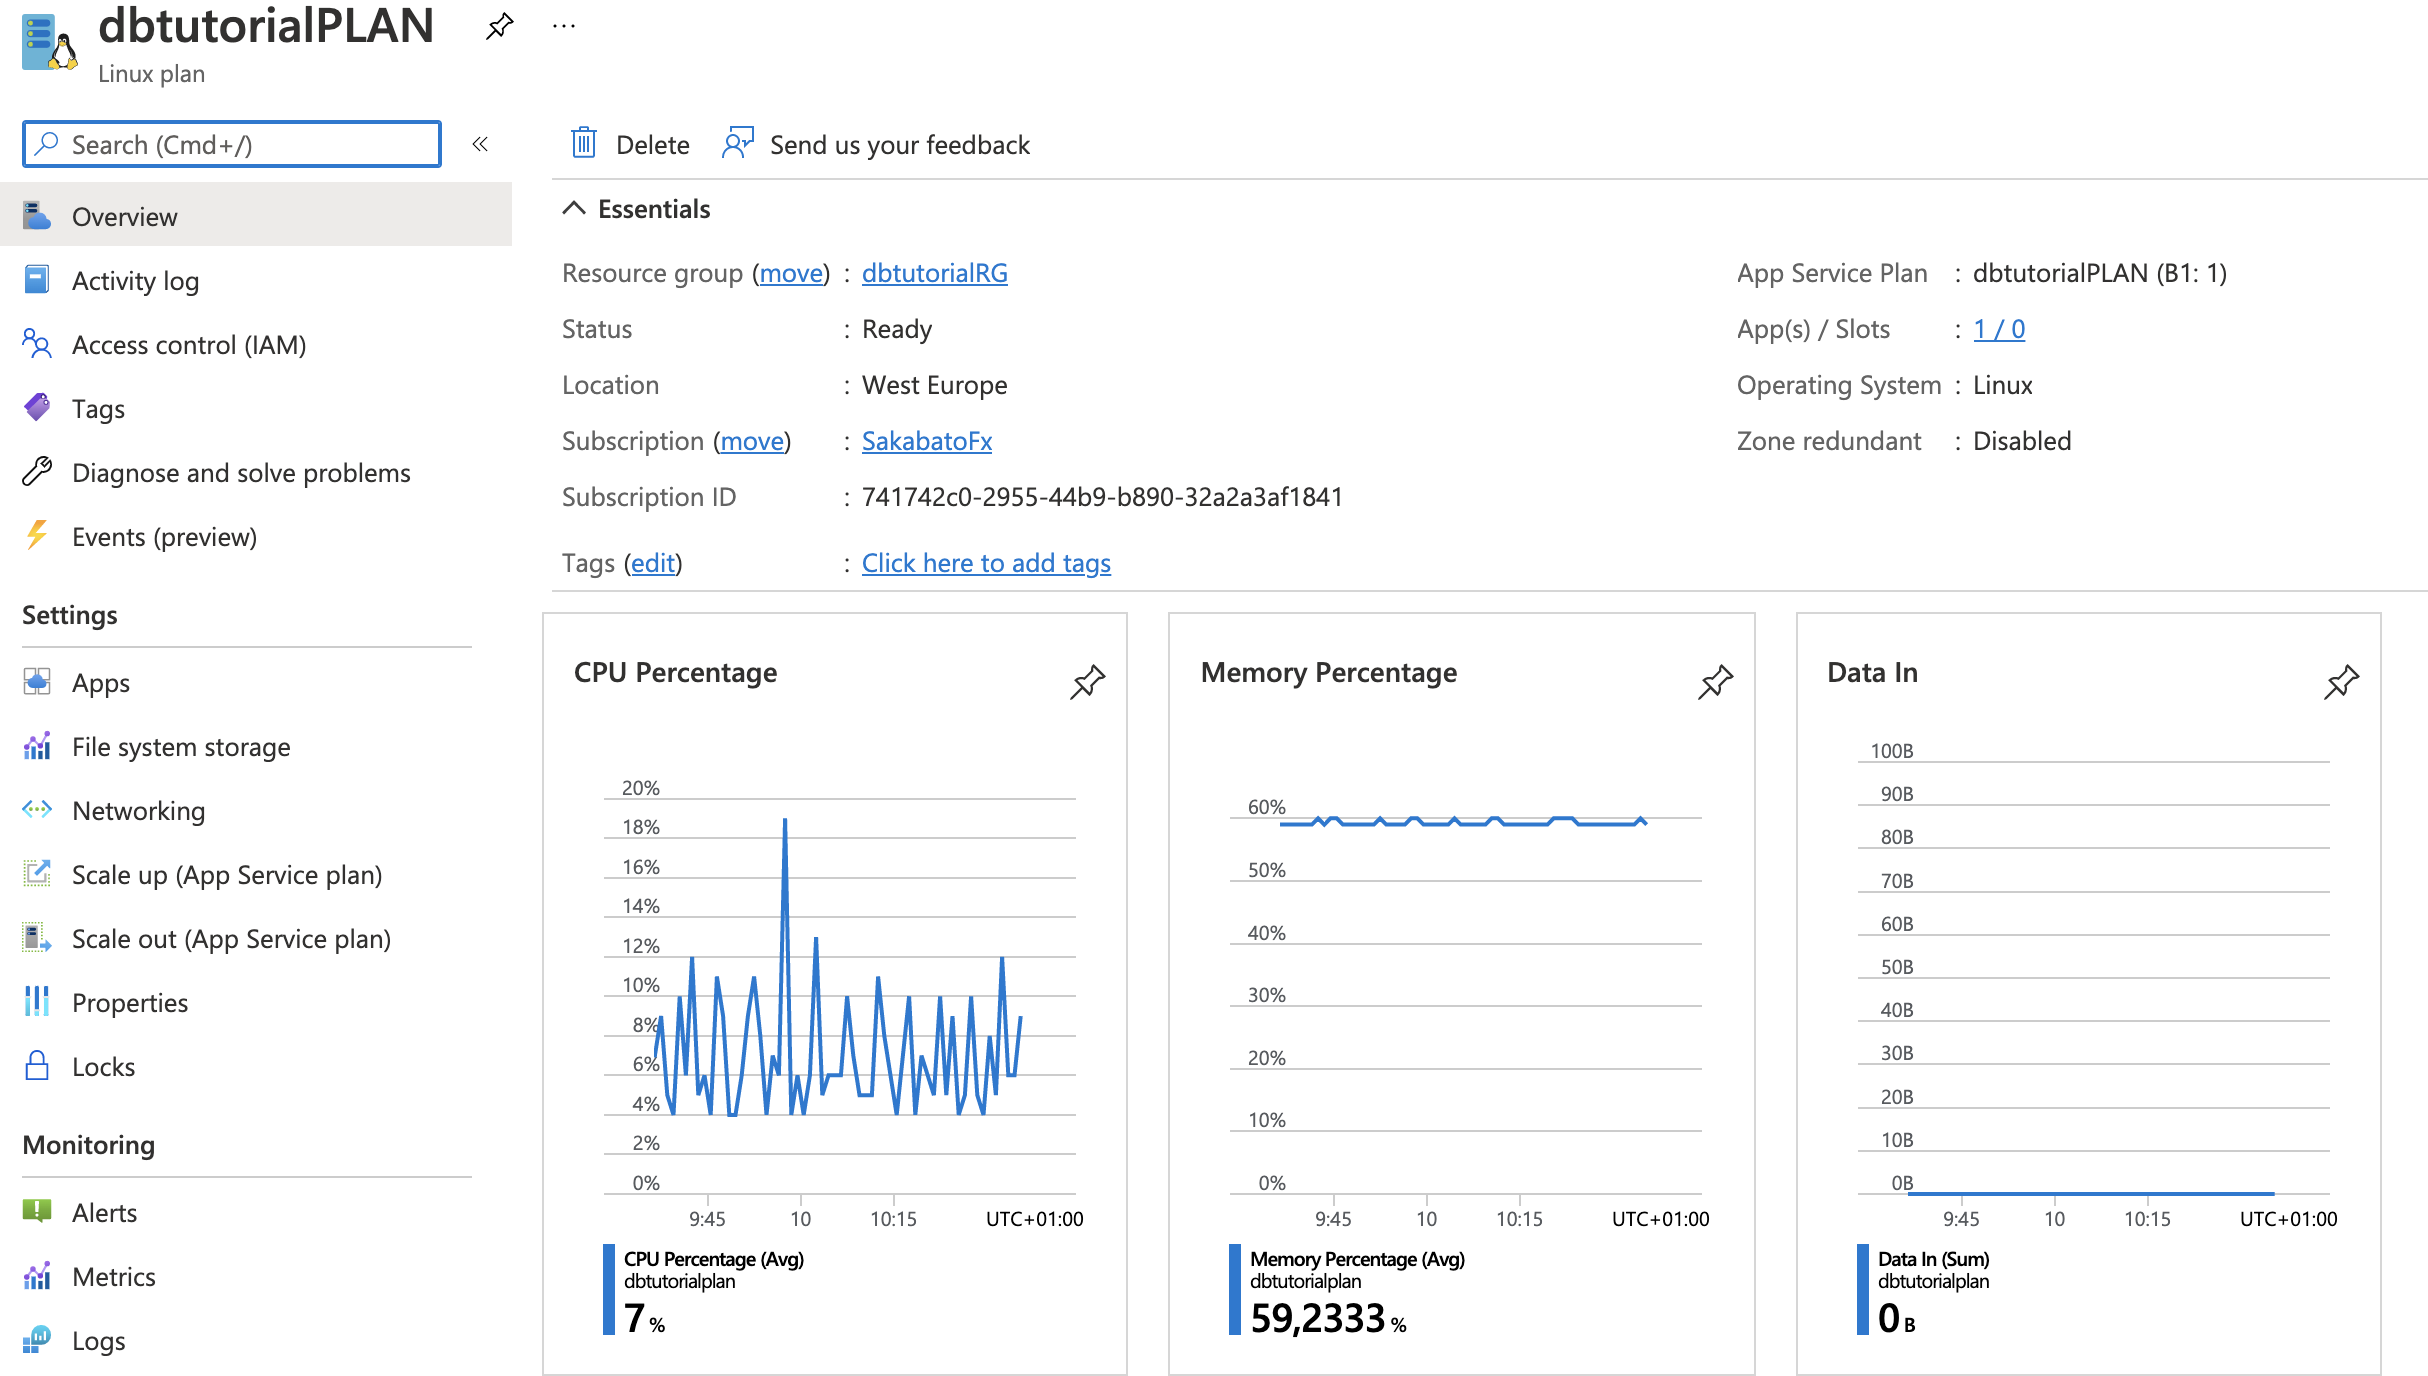 dbtutorialPLAN
...
Linux plan
Search (Cmd+/)
«
Overview
Activity log
Access control (IAM)
Tags
Diagnose and solve problems
Events (preview)
Settings
Apps
File system storage
Networking
Scale up (App Service plan)
Scale out (App Service plan)
Properties
Locks
Monitoring
Alerts
Metrics
Logs
Delete
Send us your feedback
Essentials
Resource group (move) : dbtutorialRG
Status : Ready
Location : West Europe
Subscription (move) : SakabatoFx
Subscription ID : 741742c0-2955-44b9-b890-32a2a3af1841
Tags (edit) : Click here to add tags
App Service Plan : dbtutorialPLAN (B1: 1)
App(s) / Slots : 1 / 0
Operating System : Linux
Zone redundant : Disabled
CPU Percentage
20%
18%
16%
14%
12%
10%
8%
6%
4%
2%
0%
9:45 10 10:15 UTC+01:00
CPU Percentage (Avg)
dbtutorialplan
7 %
Memory Percentage
60%
50%
40%
30%
20%
10%
0%
9:45 10 10:15 UTC+01:00
Memory Percentage (Avg)
dbtutorialplan
59,2333 %
Data In
100B
90B
80B
70B
60B
50B
40B
30B
20B
10B
0B
9:45 10 10:15 UTC+01:00
Data In (Sum)
dbtutorialplan
0 B